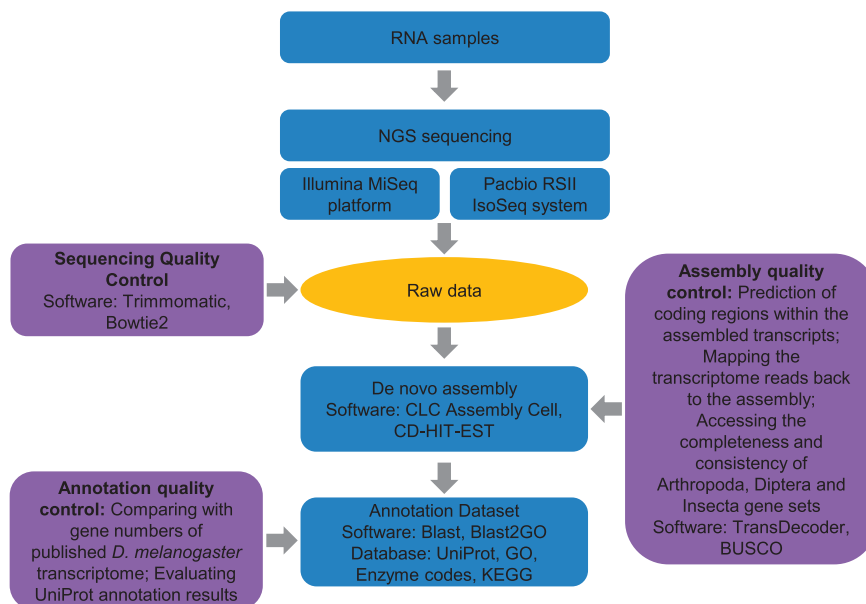 RNA samples
NGS sequencing
Illumina MiSeq
platform
Pacbio RSII
IsoSeq system
Sequencing Quality
Control
Software: Trimmomatic,
Bowtie2
Raw data
Assembly quality
control: Prediction of
coding regions within the
assembled transcripts;
Mapping the
transcriptome reads back
to the assembly;
Accessing the
completeness and
consistency of
Arthropoda, Diptera and
Insecta gene sets
Software: TransDecoder,
BUSCO
De novo assembly
Software: CLC Assembly Cell,
CD-HIT-EST
Annotation quality
control: Comparing with
gene numbers of
published D. melanogaster
transcriptome; Evaluating
UniProt annotation results
Annotation Dataset
Software: Blast, Blast2GO
Database: UniProt, GO,
Enzyme codes, KEGG